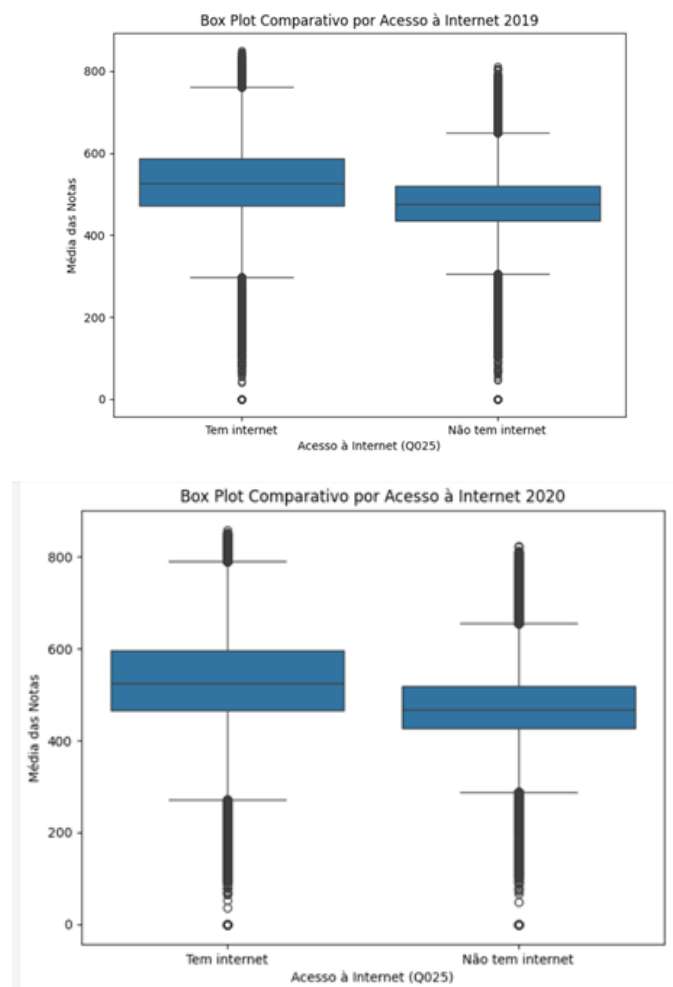 Box Plot Comparativo por Acesso à Internet 2019
800
600
400
200
0
Média das Notas
Tem internet Não tem internet
Acesso à Internet (Q025)
Box Plot Comparativo por Acesso à Internet 2020
800
600
400
200
0
Média das Notas
Tem internet Não tem internet
Acesso à Internet (Q025)